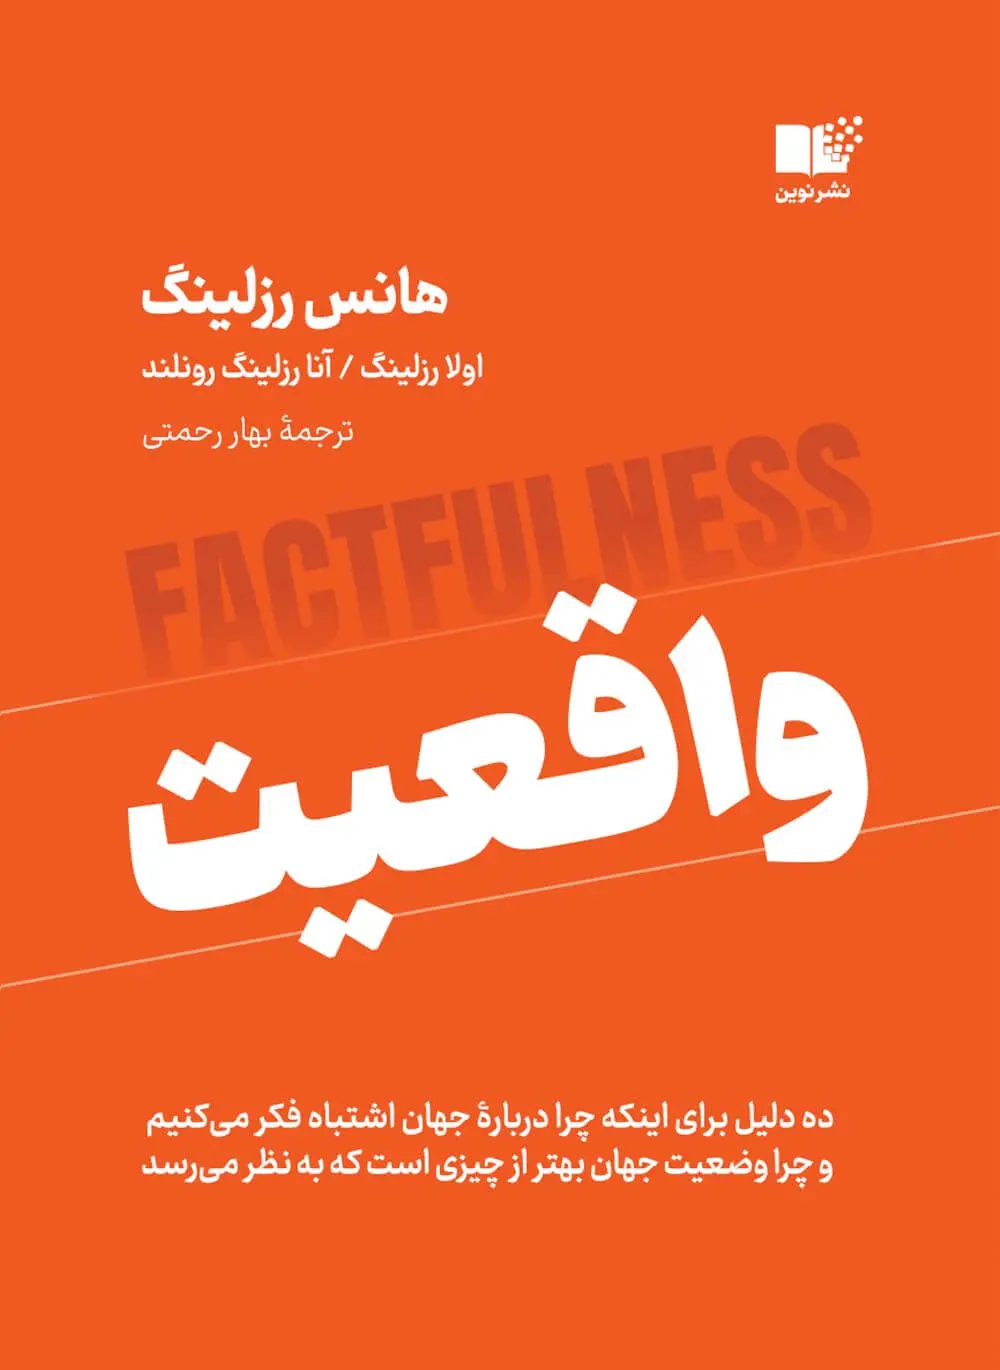 نشر نوین
هانس رزلینگ
اولا رزلینگ / آنا رزلینگ رونلند
ترجمهٔ بهار رحمتی
FACTFULNESS
واقعیت
ده دلیل برای اینکه چرا دربارهٔ جهان اشتباه فکر می‌کنیم
و چرا وضعیت جهان بهتر از چیزی است که به نظر می‌رسد